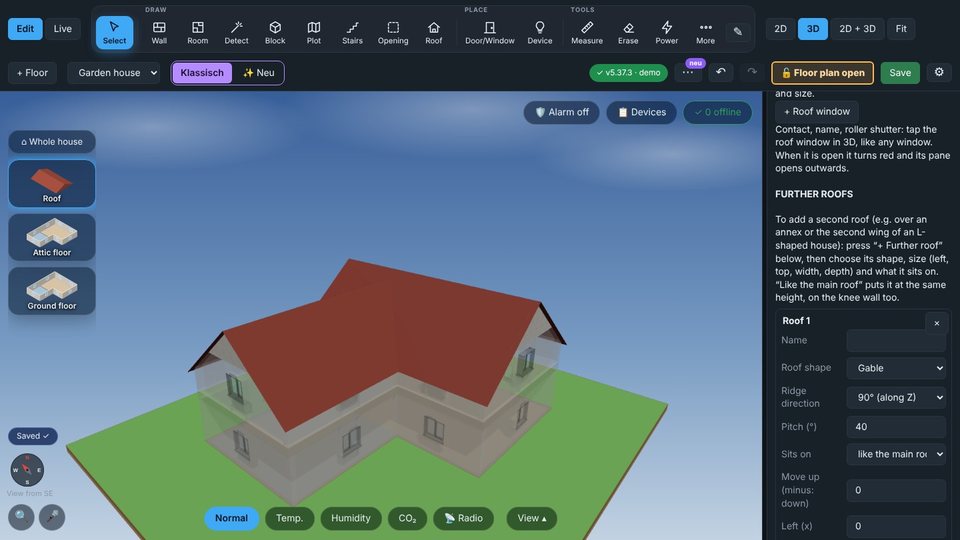 DRAW
PLACE
TOOLS
Edit
Live
Select
Wall
Room
Detect
Block
Plot
Stairs
Opening
Roof
Door/Window
Device
Measure
Erase
Power
More
2D
3D
2D + 3D
Fit
+ Floor
Garden house
Klassisch
✨ Neu
✓ v5.37.3 · demo
neu
🔓 Floor plan open
Save
Alarm off
Devices
✓ 0 offline
⌂ Whole house
Roof
Attic floor
Ground floor
Saved ✓
N
W
E
S
View from SE
Normal
Temp.
Humidity
CO₂
Radio
View ▴
and size.
+ Roof window
Contact, name, roller shutter: tap the
roof window in 3D, like any window.
When it is open it turns red and its pane
opens outwards.
FURTHER ROOFS
To add a second roof (e.g. over an
annex or the second wing of an L-
shaped house): press “+ Further roof”
below, then choose its shape, size (left,
top, width, depth) and what it sits on.
“Like the main roof” puts it at the same
height, on the knee wall too.
Roof 1
×
Name
Roof shape
Gable
Ridge
direction
90° (along Z)
Pitch (°)
40
Sits on
like the main roo
Move up
(minus:
down)
0
Left (x)
0